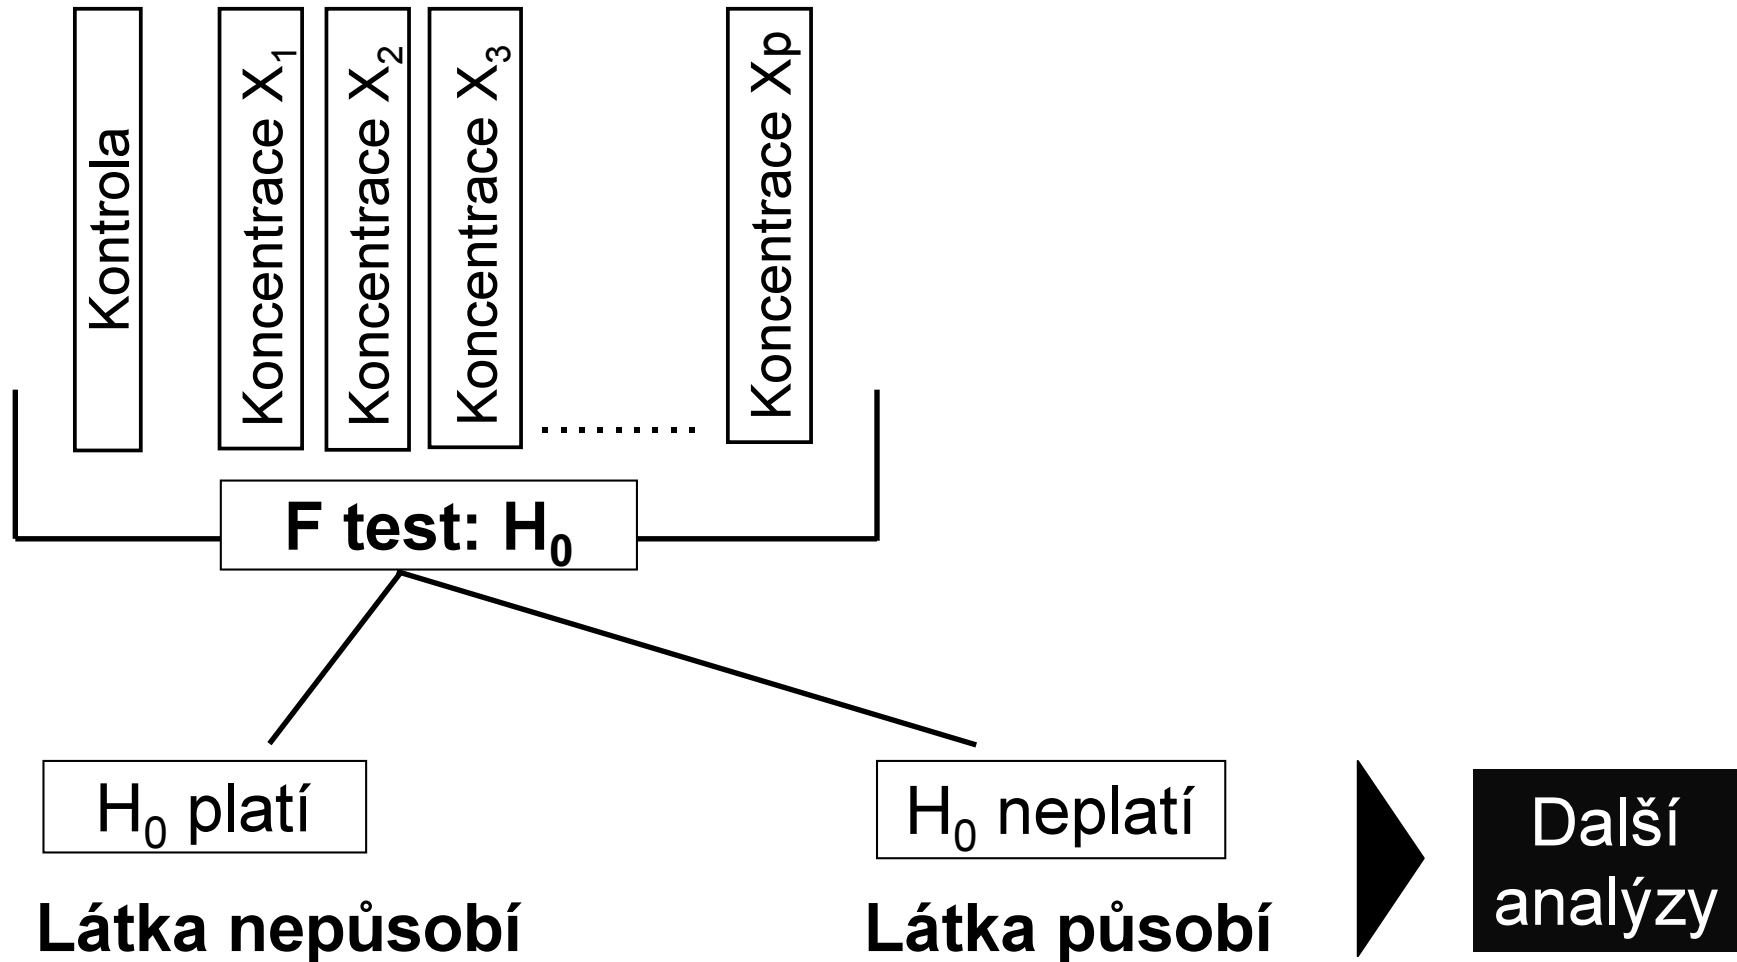 Kontrola
Koncentrace X₁
Koncentrace X₂
Koncentrace X₃
.........
Koncentrace Xp
F test: H₀
H₀ platí
H₀ neplatí
Látka nepůsobí
Látka působí
Další
analýzy